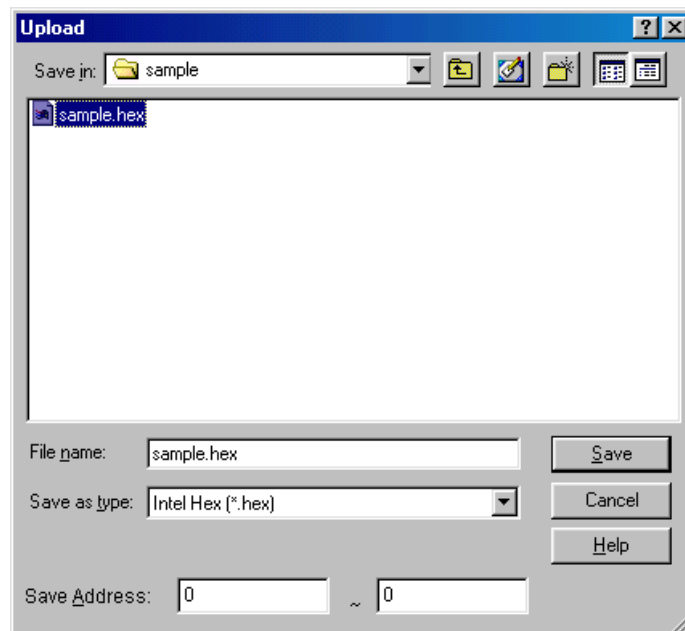 Upload
Save in: sample
sample.hex
File name: sample.hex Save
Save as type: Intel Hex (*.hex) Cancel
Help
Save Address: 0 ~ 0